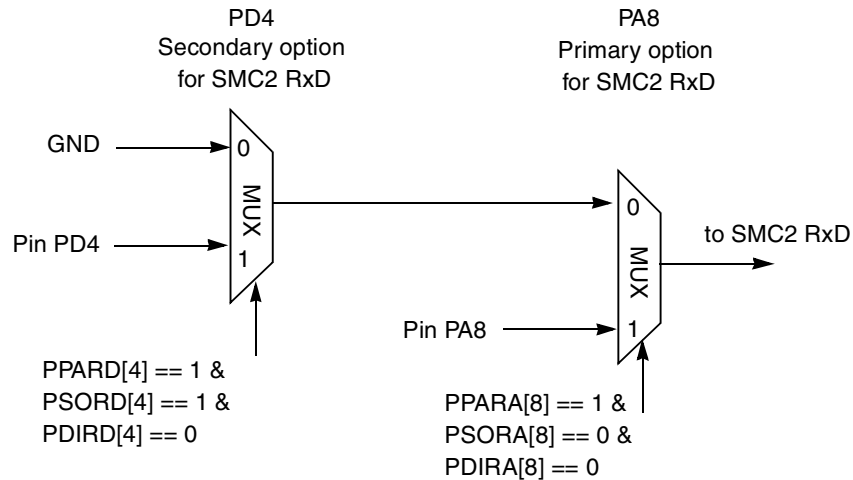 PD4
Secondary option
for SMC2 RxD
PA8
Primary option
for SMC2 RxD
GND
0
MUX
Pin PD4
1
0
to SMC2 RxD
MUX
Pin PA8
1
PPARD[4] == 1 &
PSORD[4] == 1 &
PDIRD[4] == 0
PPARA[8] == 1 &
PSORA[8] == 0 &
PDIRA[8] == 0